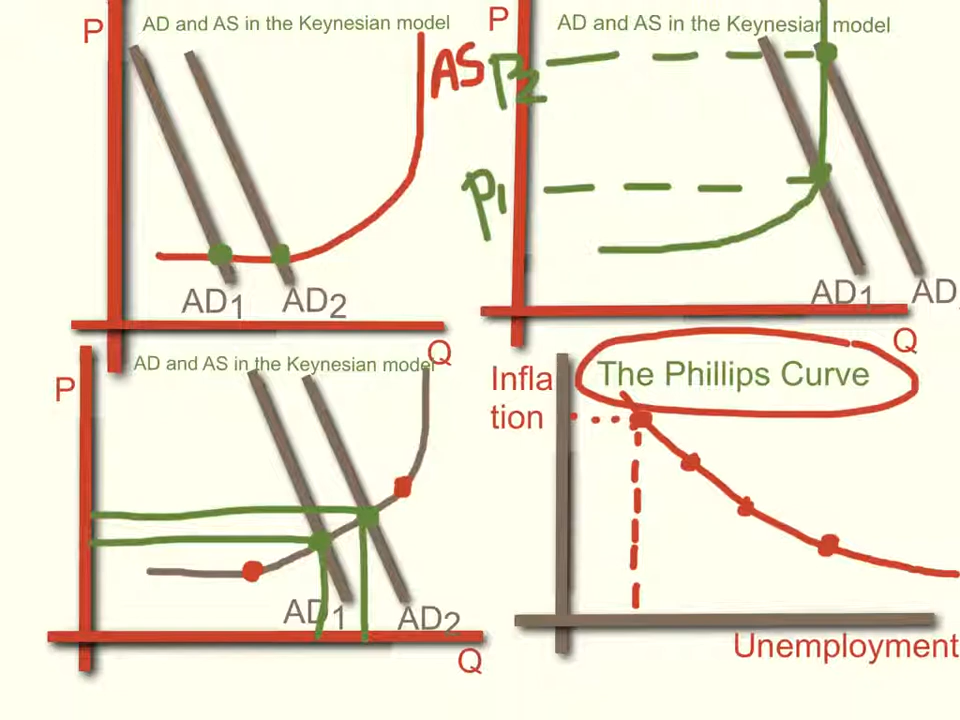 P
AD and AS in the Keynesian model
AS
AD1
AD2
Q
P
AD and AS in the Keynesian model
P2
P1
AD1
AD
Q
P
AD and AS in the Keynesian model
AD1
AD2
Q
Infla
tion
The Phillips Curve
Unemployment